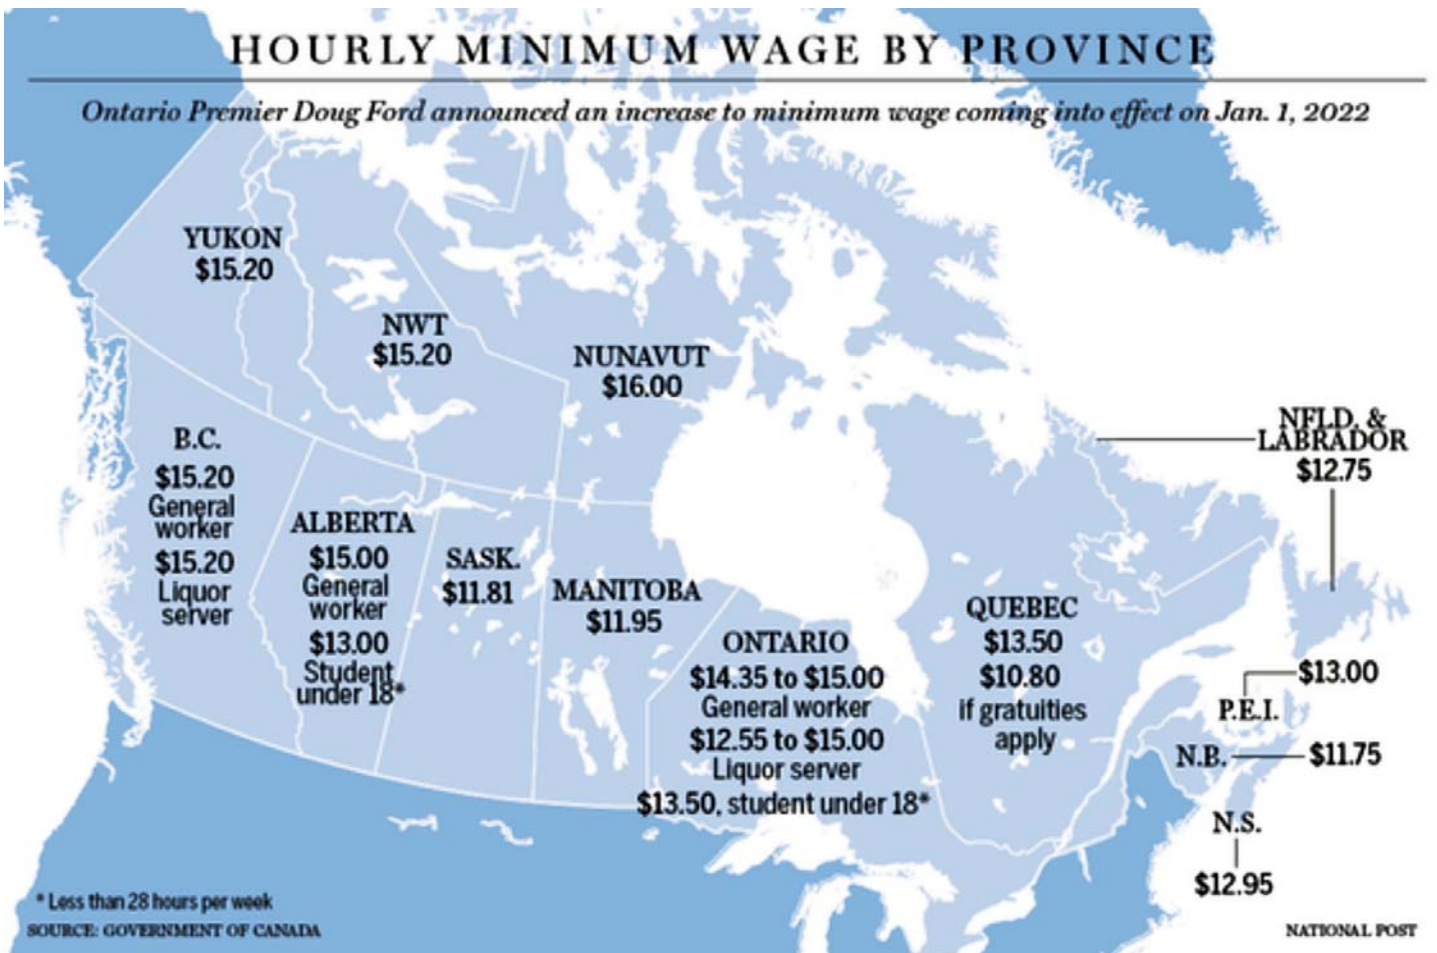 HOURLY MINIMUM WAGE BY PROVINCE
Ontario Premier Doug Ford announced an increase to minimum wage coming into effect on Jan. 1, 2022
YUKON
$15.20
NWT
$15.20
NUNAVUT
$16.00
B.C.
$15.20
General
worker
$15.20
Liquor
server
ALBERTA
$15.00
General
worker
$13.00
Student
under 18*
SASK.
$11.81
MANITOBA
$11.95
ONTARIO
$14.35 to $15.00
General worker
$12.55 to $15.00
Liquor server
$13.50, student under 18*
QUEBEC
$13.50
$10.80
if gratuities
apply
NFLD. &
LABRADOR
$12.75
$13.00
P.E.I.
N.B.
$11.75
N.S.
$12.95
* Less than 28 hours per week
SOURCE: GOVERNMENT OF CANADA
NATIONAL POST